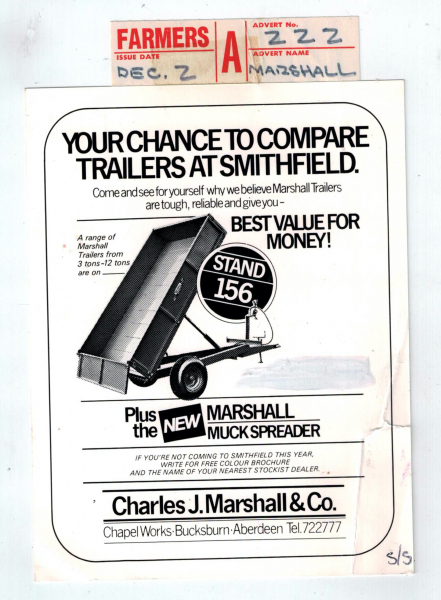 FARMERS
ISSUE DATE
DEC. 2
A
ADVERT No.
222
ADVERT NAME
MARSHALL
YOUR CHANCE TO COMPARE
TRAILERS AT SMITHFIELD.
Come and see for yourself why we believe Marshall Trailers
are tough, reliable and give you –
BEST VALUE FOR
MONEY!
A range of
Marshall
Trailers from
3 tons–12 tons
are on
STAND
156
Plus
the
NEW
MARSHALL
MUCK SPREADER
IF YOU'RE NOT COMING TO SMITHFIELD THIS YEAR,
WRITE FOR FREE COLOUR BROCHURE
AND THE NAME OF YOUR NEAREST STOCKIST DEALER.
Charles J. Marshall & Co.
Chapel Works · Bucksburn · Aberdeen Tel. 722777
S/S